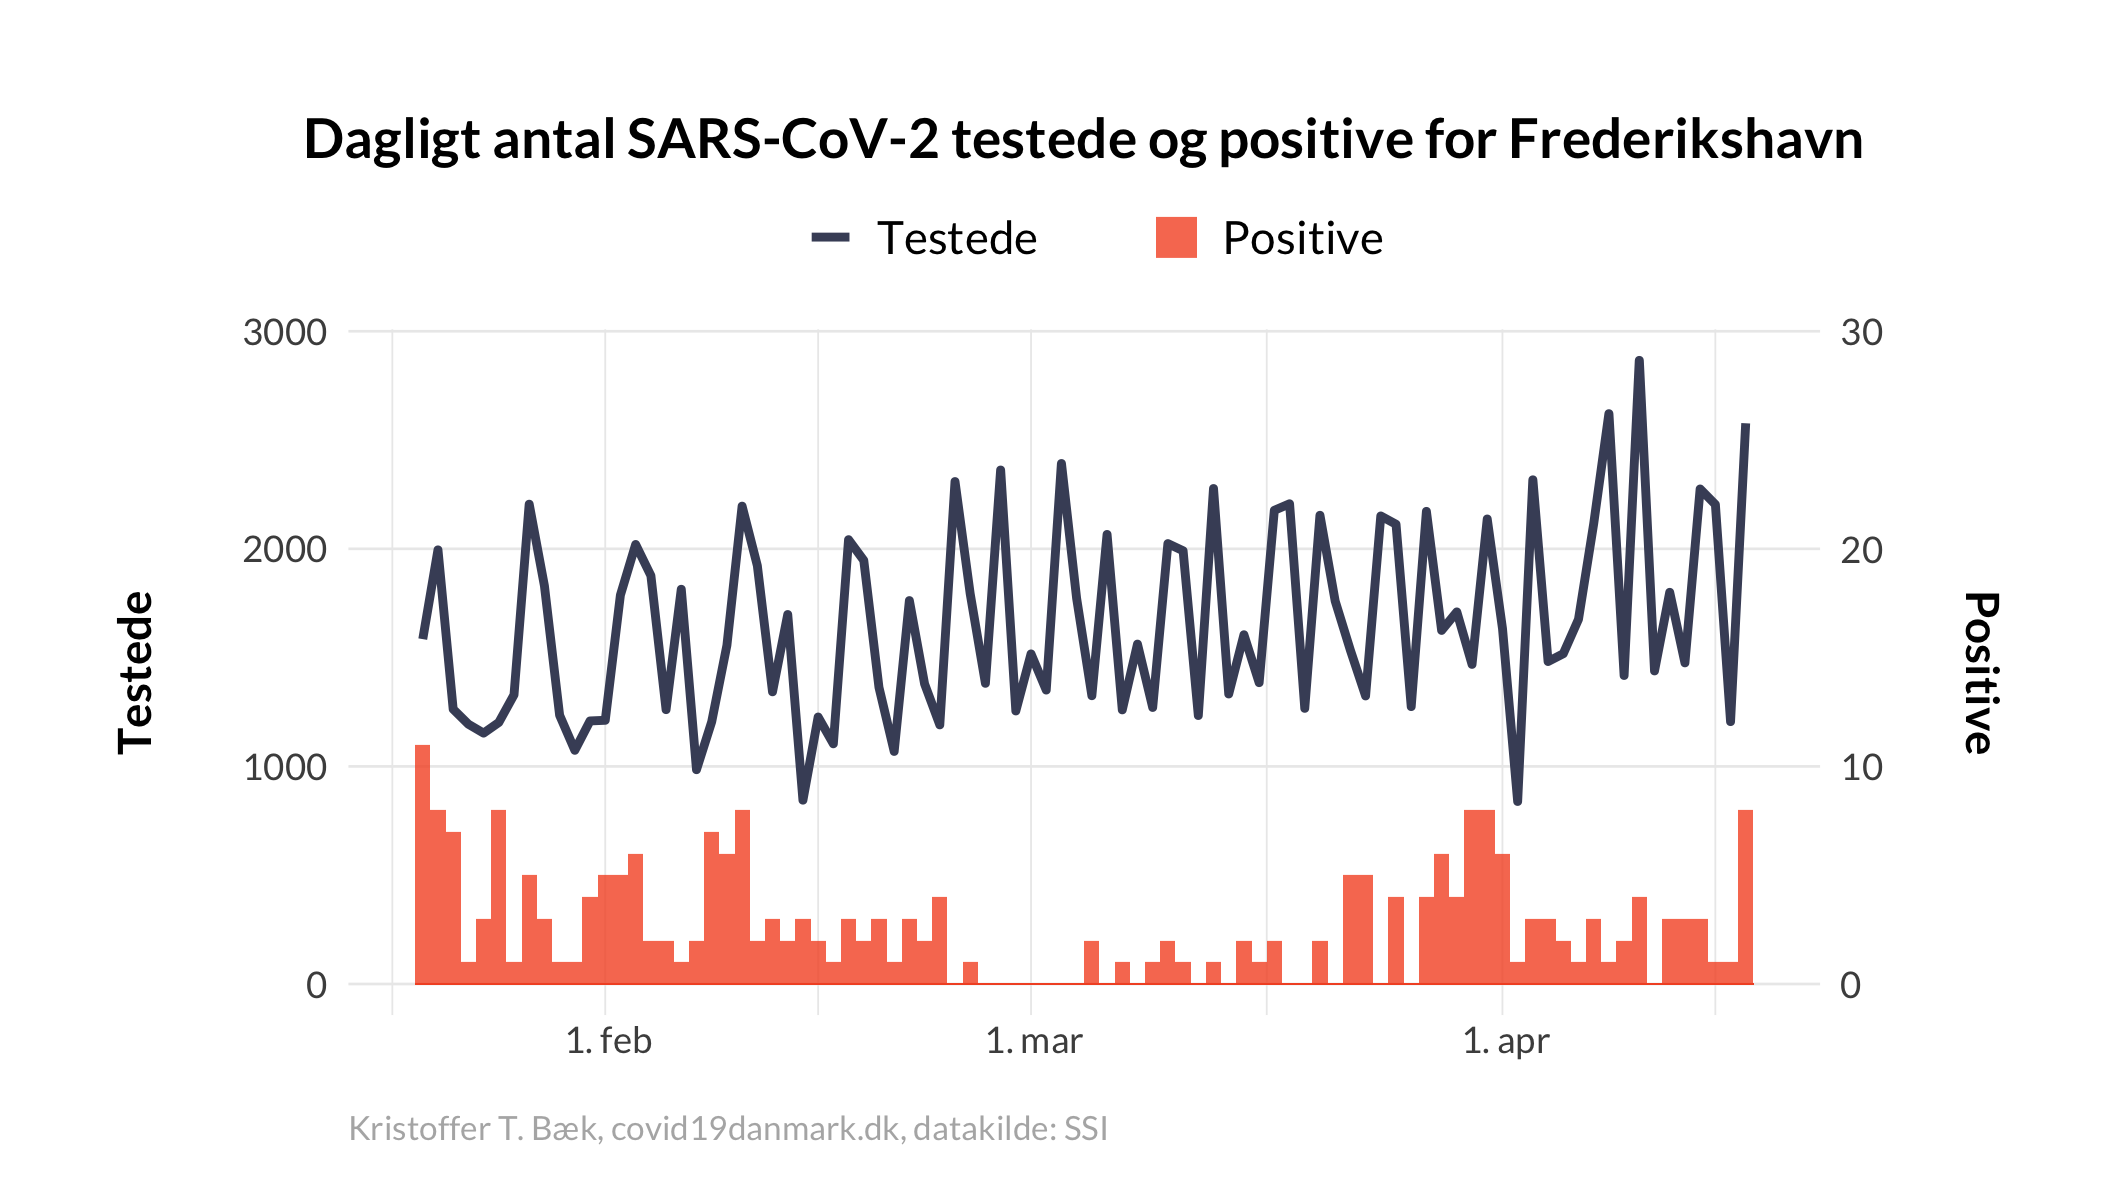 Dagligt antal SARS-CoV-2 testede og positive for Frederikshavn
Testede
Positive
3000
2000
1000
0
30
20
10
0
Testede
Positive
1. feb
1. mar
1. apr
Kristoffer T. Bæk, covid19danmark.dk, datakilde: SSI